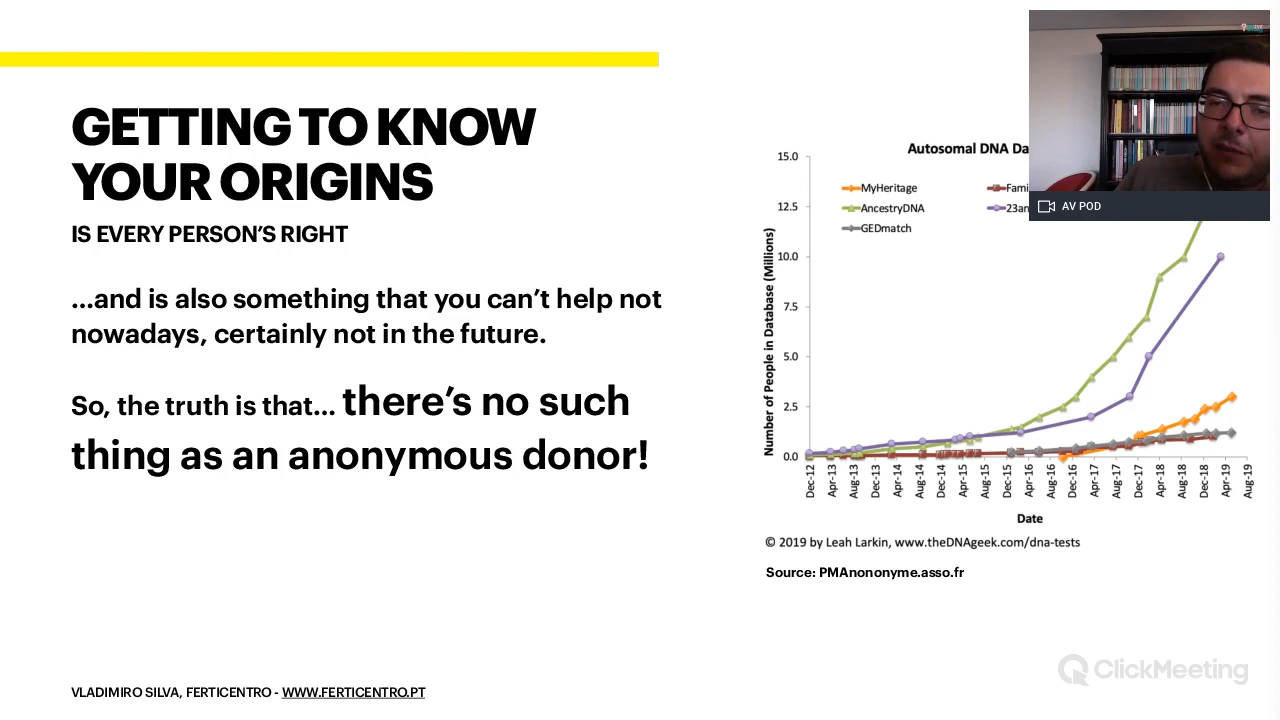 GETTING TO KNOW
YOUR ORIGINS
IS EVERY PERSON'S RIGHT
...and is also something that you can't help not
nowadays, certainly not in the future.
So, the truth is that... there's no such
thing as an anonymous donor!
VLADIMIRO SILVA, FERTICENTRO - WWW.FERTICENTRO.PT
Autosomal DNA
MyHeritage
AncestryDNA
GEDmatch
Number of People in Database (Millions)
15.0
12.5
10.0
7.5
5.0
2.5
0.0
Dec-12
Apr-13
Aug-13
Dec-13
Apr-14
Aug-14
Dec-14
Apr-15
Aug-15
Dec-15
Apr-16
Aug-16
Dec-16
Apr-17
Aug-17
Dec-17
Apr-18
Aug-18
Dec-18
Apr-19
Aug-19
Date
© 2019 by Leah Larkin, www.theDNAgeek.com/dna-tests
Source: PMAnononyme.asso.fr
AV POD
ClickMeeting